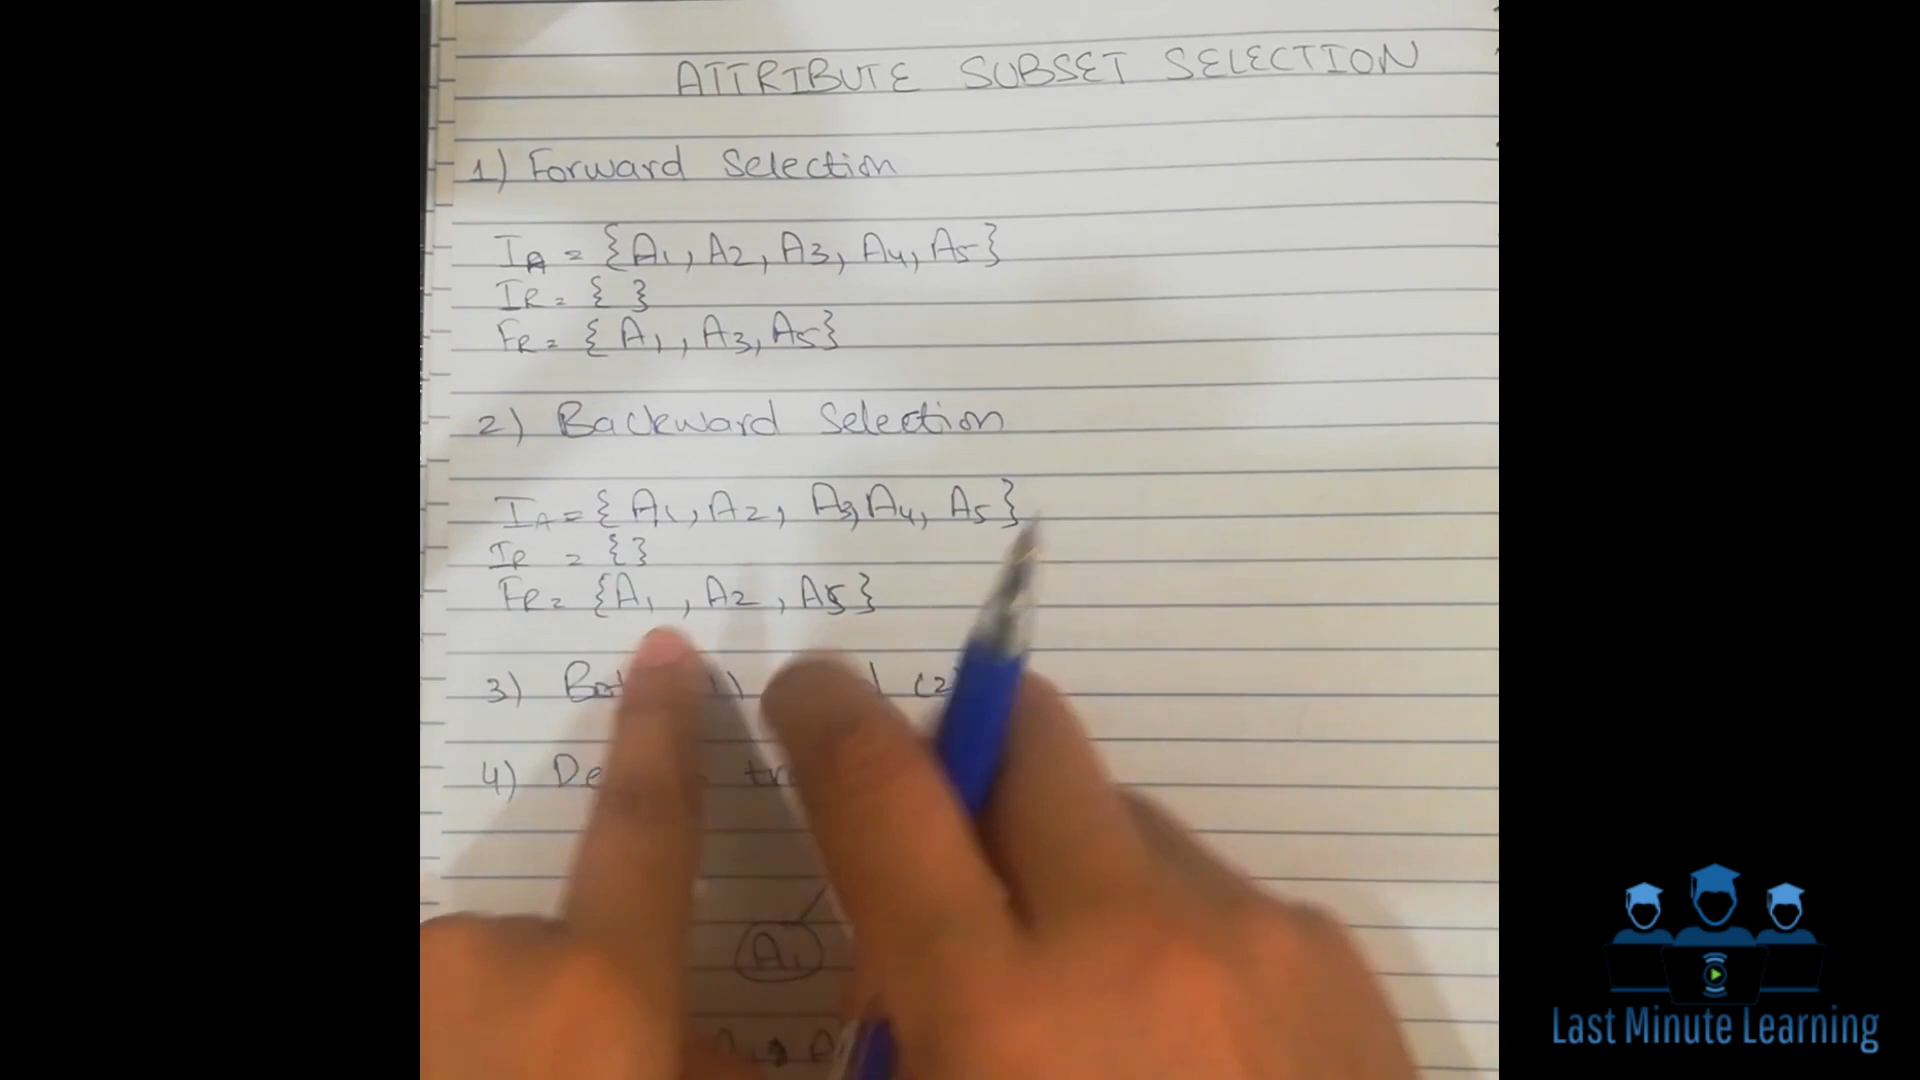 ATTRIBUTE SUBSET SELECTION
1) Forward Selection
IA = {A1, A2, A3, A4, A5}
IR = { }
FR = { A1, A3, A5}
2) Backward Selection
IA = { A1, A2, A3, A4, A5 }
IR = { }
FR = {A1, A2, A5 }
3) (2)
4)
A1
Last Minute Learning